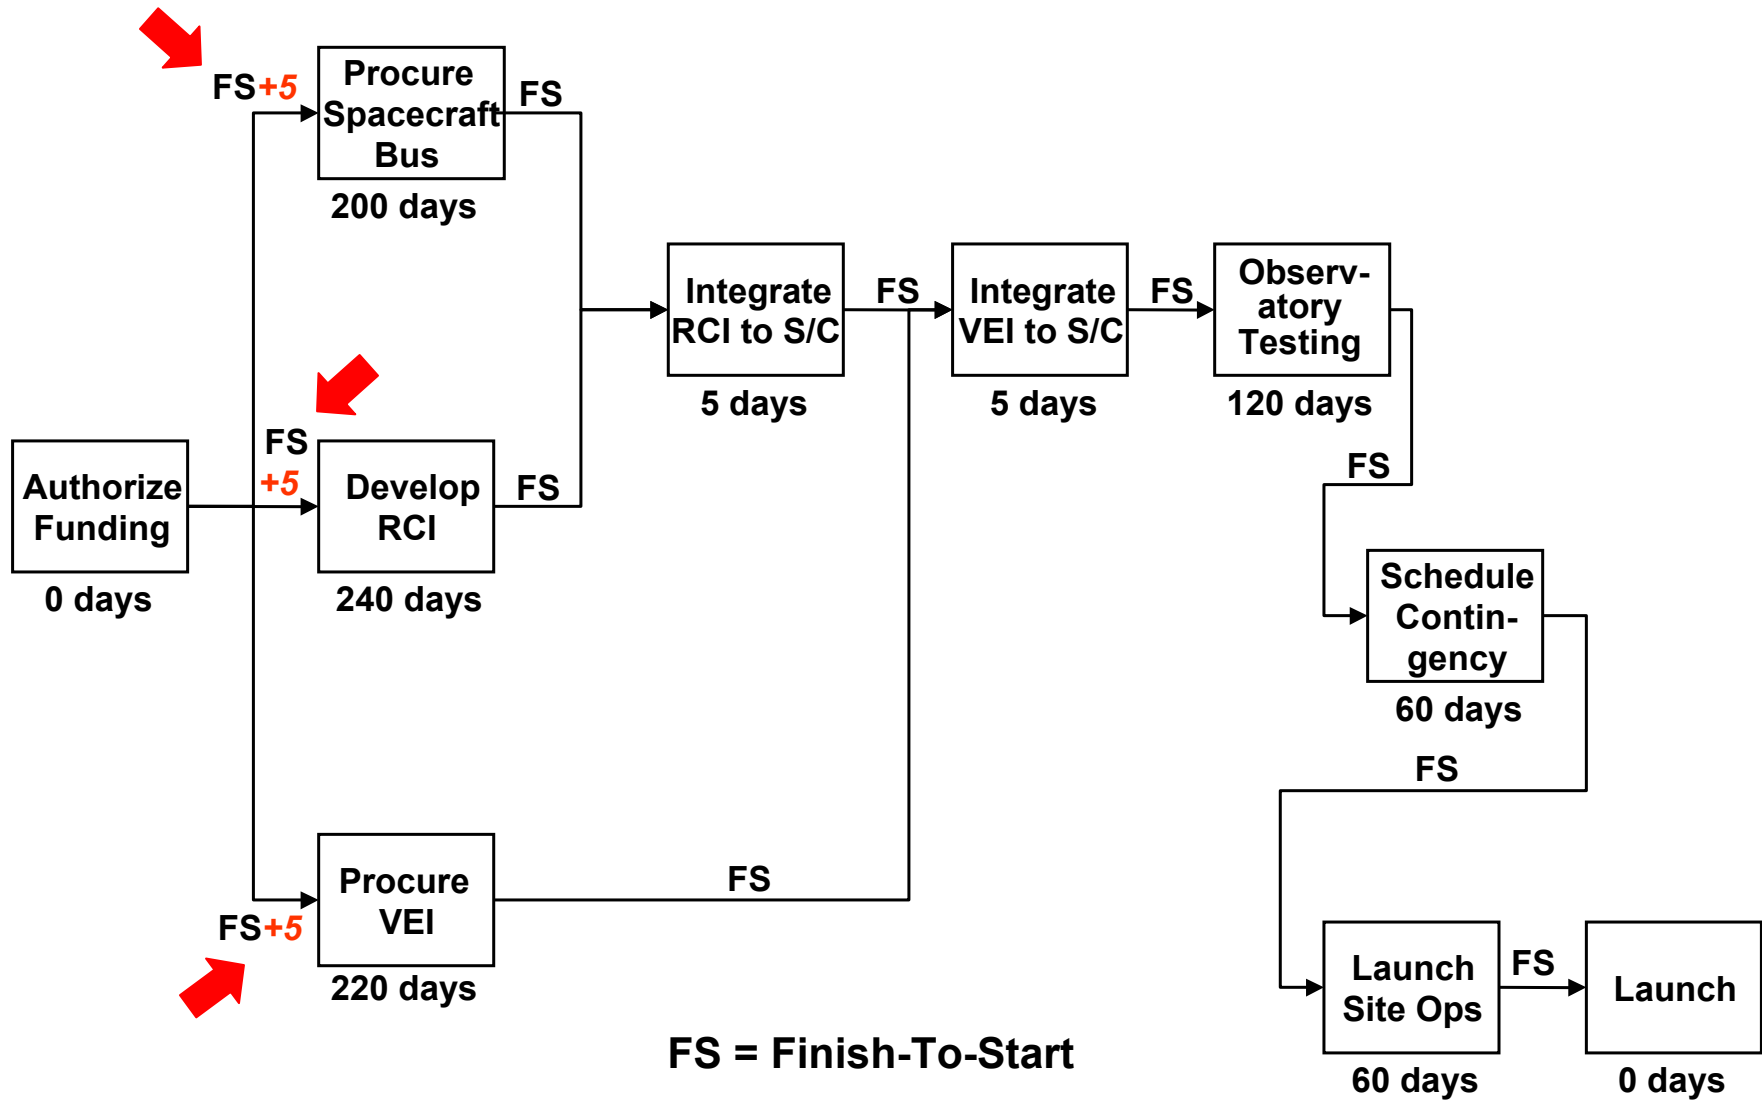 FS+5
Procure
Spacecraft
Bus
FS
200 days
Integrate
RCI to S/C
FS
5 days
Integrate
VEI to S/C
FS
5 days
Observ-
atory
Testing
120 days
FS
+5
Authorize
Funding
0 days
Develop
RCI
FS
240 days
FS
Schedule
Contin-
gency
60 days
FS
FS+5
Procure
VEI
FS
220 days
Launch
Site Ops
FS
60 days
Launch
0 days
FS = Finish-To-Start